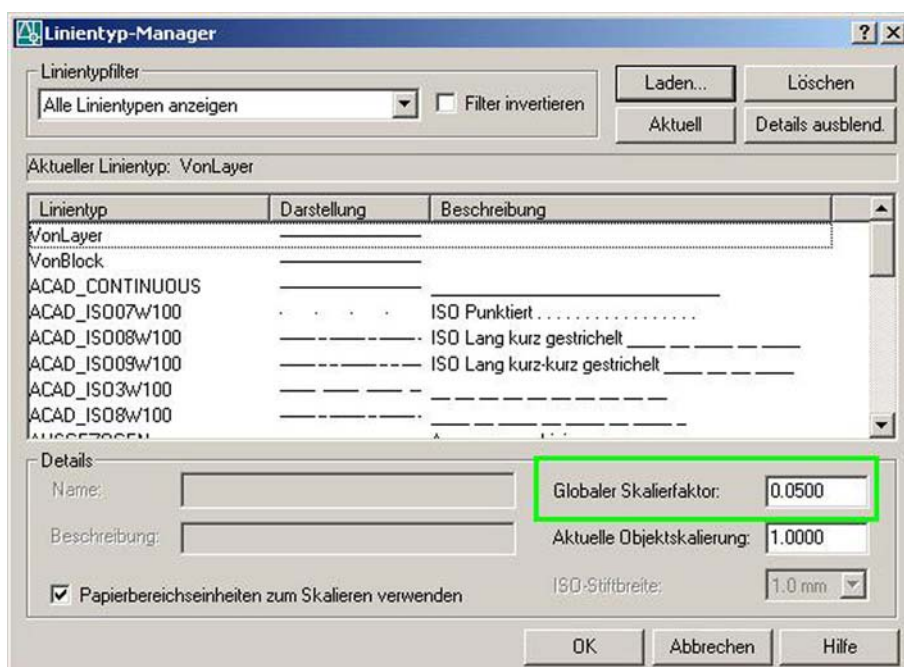 Linientyp-Manager
Linientypfilter
Alle Linientypen anzeigen
Filter invertieren
Laden...
Löschen
Aktuell
Details ausblend.
Aktueller Linientyp: VonLayer
Linientyp Darstellung Beschreibung
VonLayer
VonBlock
ACAD_CONTINUOUS
ACAD_ISO07W100 ISO Punktiert . . . . . . . . . . . . . . . . .
ACAD_ISO08W100 ISO Lang kurz gestrichelt
ACAD_ISO09W100 ISO Lang kurz-kurz gestrichelt
ACAD_ISO3W100
ACAD_ISO8W100
Details
Name:
Beschreibung:
Papierbereichseinheiten zum Skalieren verwenden
Globaler Skalierfaktor: 0.0500
Aktuelle Objektskalierung: 1.0000
ISO-Stiftbreite: 1.0 mm
OK Abbrechen Hilfe